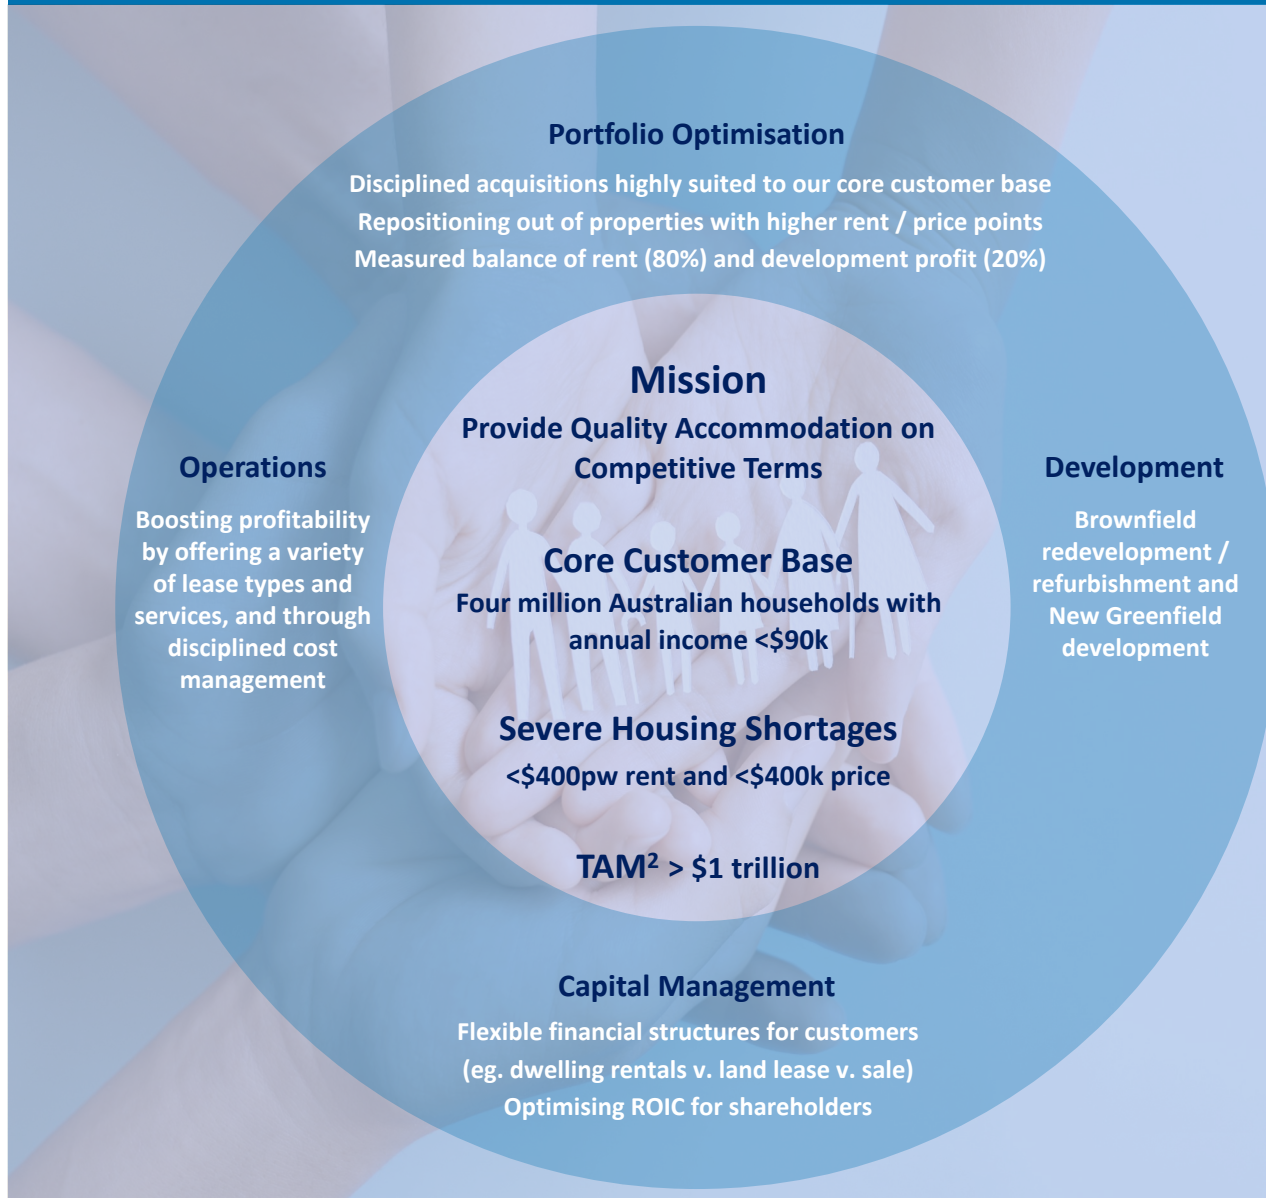 Portfolio Optimisation
Disciplined acquisitions highly suited to our core customer base
Repositioning out of properties with higher rent / price points
Measured balance of rent (80%) and development profit (20%)
Mission
Provide Quality Accommodation on
Competitive Terms
Core Customer Base
Four million Australian households with
annual income <$90k
Severe Housing Shortages
<$400pw rent and <$400k price
TAM² > $1 trillion
Operations
Boosting profitability
by offering a variety
of lease types and
services, and through
disciplined cost
management
Development
Brownfield
redevelopment /
refurbishment and
New Greenfield
development
Capital Management
Flexible financial structures for customers
(eg. dwelling rentals v. land lease v. sale)
Optimising ROIC for shareholders